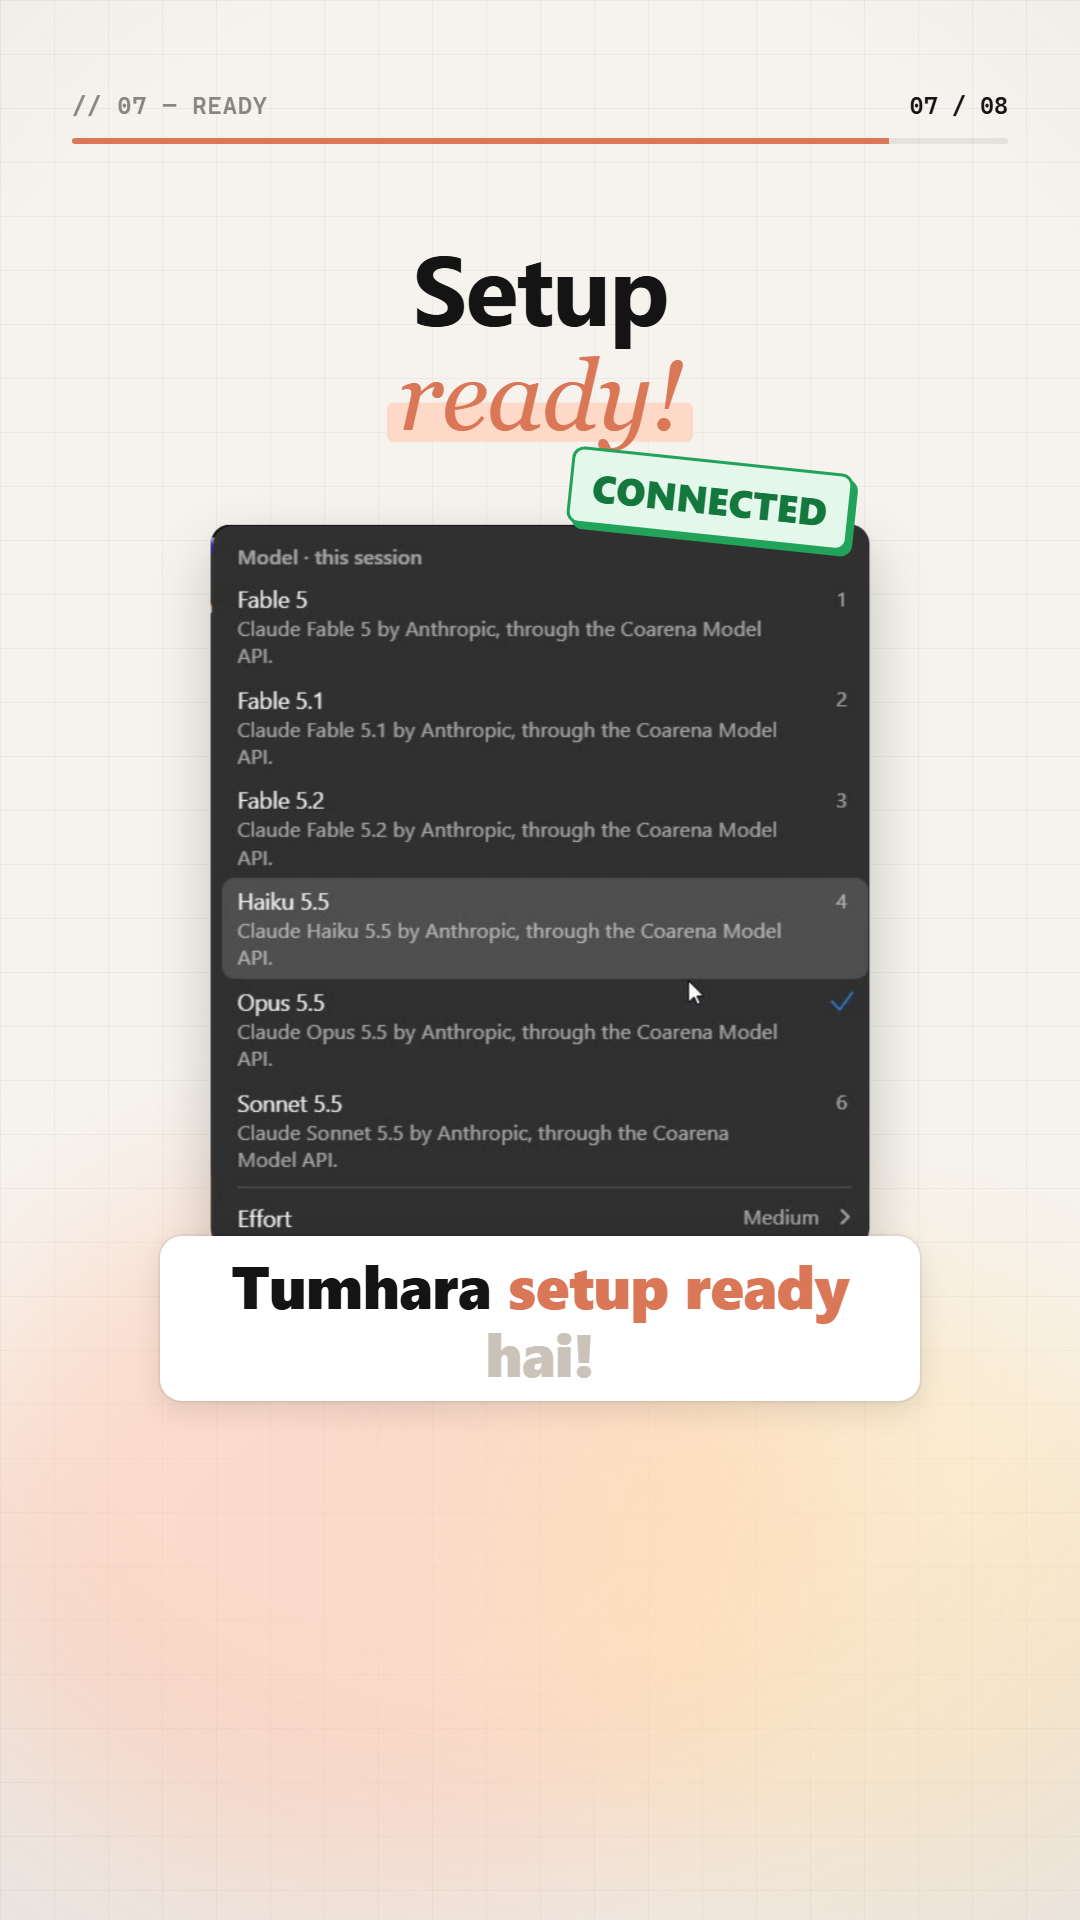 // 07 — READY
07 / 08
Setup
ready!
CONNECTED
Model · this session
Fable 5
1
Claude Fable 5 by Anthropic, through the Coarena Model
API.
Fable 5.1
2
Claude Fable 5.1 by Anthropic, through the Coarena Model
API.
Fable 5.2
3
Claude Fable 5.2 by Anthropic, through the Coarena Model
API.
Haiku 5.5
4
Claude Haiku 5.5 by Anthropic, through the Coarena Model
API.
Opus 5.5
Claude Opus 5.5 by Anthropic, through the Coarena Model
API.
Sonnet 5.5
6
Claude Sonnet 5.5 by Anthropic, through the Coarena
Model API.
Effort
Medium
Tumhara setup ready
hai!